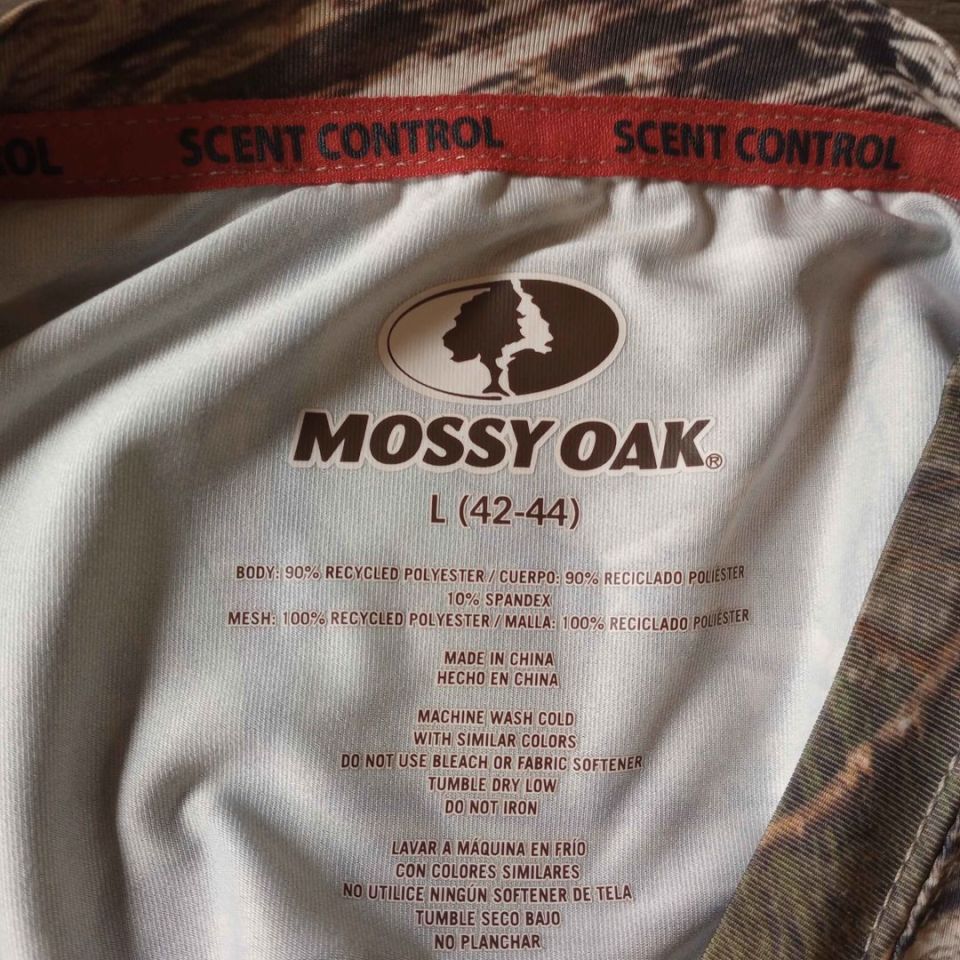 OL SCENT CONTROL SCENT CONTROL
MOSSY OAK®
L (42-44)
BODY: 90% RECYCLED POLYESTER / CUERPO: 90% RECICLADO POLIÉSTER
10% SPANDEX
MESH: 100% RECYCLED POLYESTER / MALLA: 100% RECICLADO POLIÉSTER
MADE IN CHINA
HECHO EN CHINA
MACHINE WASH COLD
WITH SIMILAR COLORS
DO NOT USE BLEACH OR FABRIC SOFTENER
TUMBLE DRY LOW
DO NOT IRON
LAVAR A MÁQUINA EN FRÍO
CON COLORES SIMILARES
NO UTILICE NINGÚN SOFTENER DE TELA
TUMBLE SECO BAJO
NO PLANCHAR